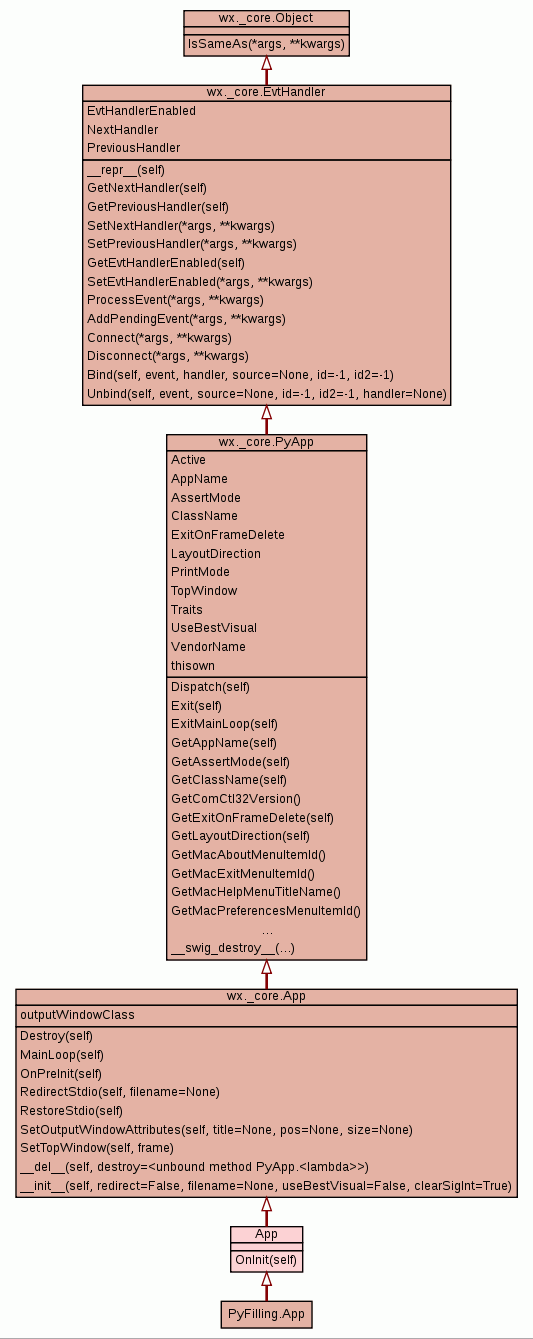 wx._core.Object
IsSameAs(*args, **kwargs)
wx._core.EvtHandler
EvtHandlerEnabled
NextHandler
PreviousHandler
__repr__(self)
GetNextHandler(self)
GetPreviousHandler(self)
SetNextHandler(*args, **kwargs)
SetPreviousHandler(*args, **kwargs)
GetEvtHandlerEnabled(self)
SetEvtHandlerEnabled(*args, **kwargs)
ProcessEvent(*args, **kwargs)
AddPendingEvent(*args, **kwargs)
Connect(*args, **kwargs)
Disconnect(*args, **kwargs)
Bind(self, event, handler, source=None, id=-1, id2=-1)
Unbind(self, event, source=None, id=-1, id2=-1, handler=None)
wx._core.PyApp
Active
AppName
AssertMode
ClassName
ExitOnFrameDelete
LayoutDirection
PrintMode
TopWindow
Traits
UseBestVisual
VendorName
thisown
Dispatch(self)
Exit(self)
ExitMainLoop(self)
GetAppName(self)
GetAssertMode(self)
GetClassName(self)
GetComCtl32Version()
GetExitOnFrameDelete(self)
GetLayoutDirection(self)
GetMacAboutMenuItemId()
GetMacExitMenuItemId()
GetMacHelpMenuTitleName()
GetMacPreferencesMenuItemId()
...
__swig_destroy__(...)
wx._core.App
outputWindowClass
Destroy(self)
MainLoop(self)
OnPreInit(self)
RedirectStdio(self, filename=None)
RestoreStdio(self)
SetOutputWindowAttributes(self, title=None, pos=None, size=None)
SetTopWindow(self, frame)
__del__(self, destroy=<unbound method PyApp.<lambda>>)
__init__(self, redirect=False, filename=None, useBestVisual=False, clearSigInt=True)
App
OnInit(self)
PyFilling.App